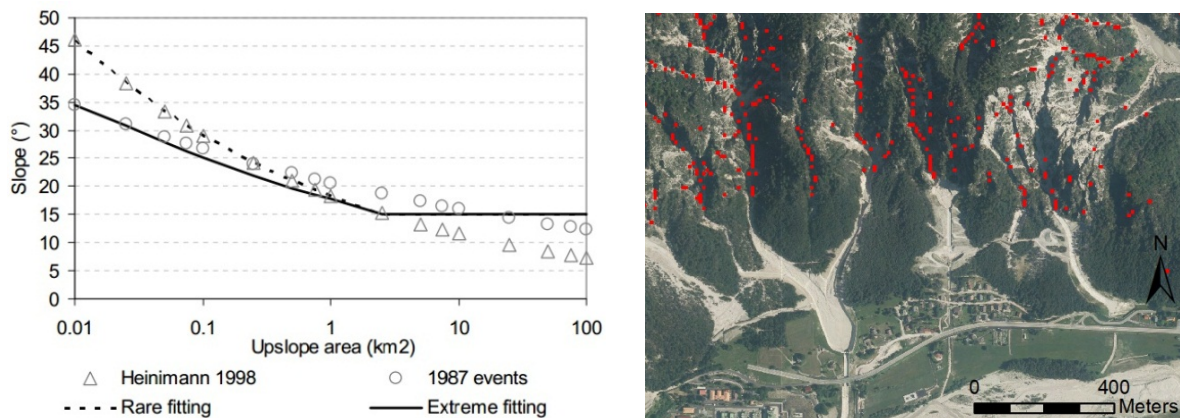 50
45
40
35
30
25
20
15
10
5
0
Slope (°)
0.01 0.1 1 10 100
Upslope area (km2)
Heinimann 1998 1987 events
Rare fitting Extreme fitting
N
0 400
Meters